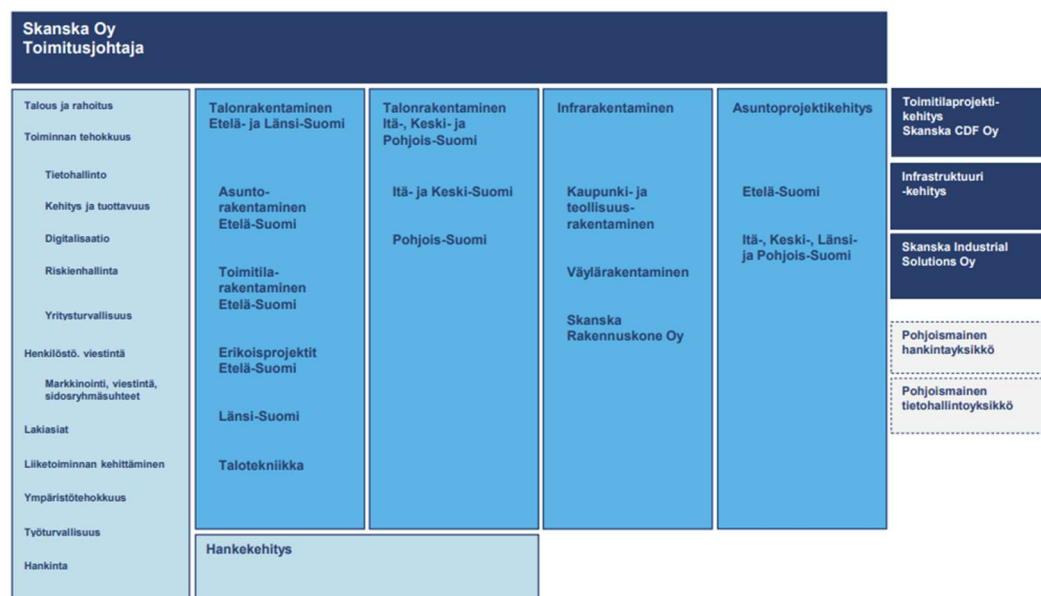 Skanska Oy
Toimitusjohtaja
Talous ja rahoitus
Toiminnan tehokkuus
Tietohallinto
Kehitys ja tuottavuus
Digitalisaatio
Riskienhallinta
Yritysturvallisuus
Henkilöstö. viestintä
Markkinointi, viestintä,
sidosryhmäsuhteet
Lakiasiat
Liiketoiminnan kehittäminen
Ympäristötehokkuus
Työturvallisuus
Hankinta
Talonrakentaminen
Etelä- ja Länsi-Suomi
Asunto-
rakentaminen
Etelä-Suomi
Toimitila-
rakentaminen
Etelä-Suomi
Erikoisprojektit
Etelä-Suomi
Länsi-Suomi
Talotekniikka
Talonrakentaminen
Itä-, Keski- ja
Pohjois-Suomi
Itä- ja Keski-Suomi
Pohjois-Suomi
Hankekehitys
Infrarakentaminen
Kaupunki- ja
teollisuus-
rakentaminen
Väylärakentaminen
Skanska
Rakennuskone Oy
Asuntoprojektikehitys
Etelä-Suomi
Itä-, Keski-, Länsi-
ja Pohjois-Suomi
Toimitilaprojekti-
kehitys
Skanska CDF Oy
Infrastruktuuri
-kehitys
Skanska Industrial
Solutions Oy
Pohjoismainen
hankintayksikkö
Pohjoismainen
tietohallintoyksikkö